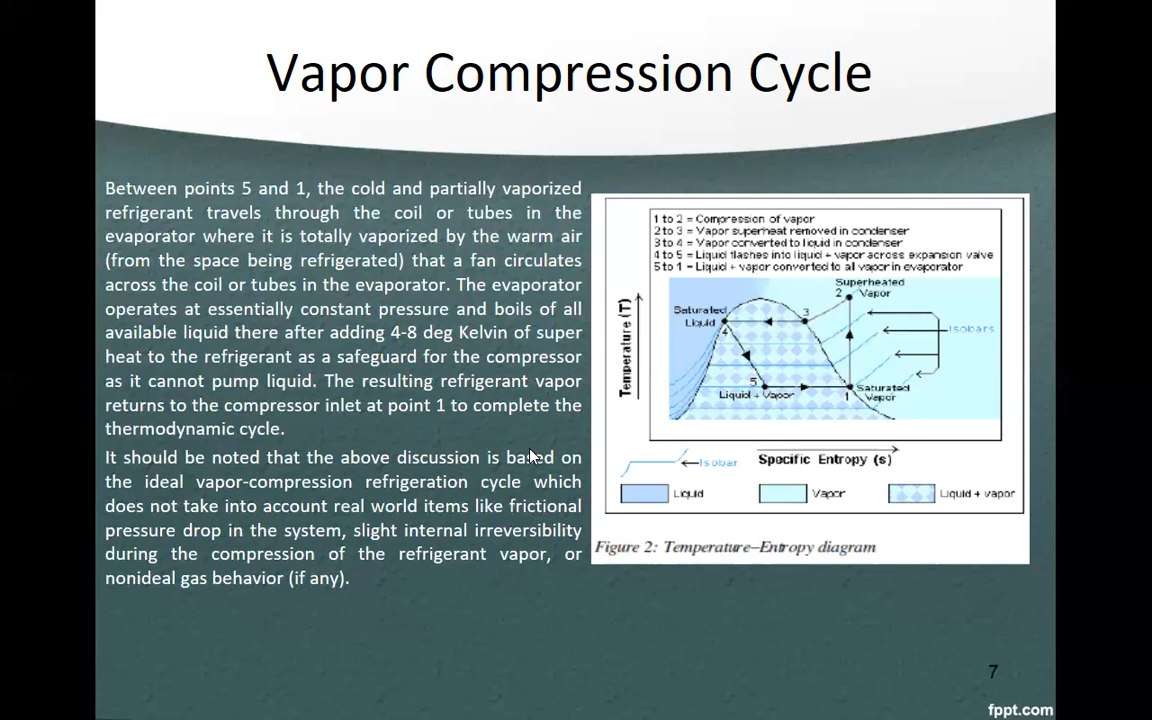 Vapor Compression Cycle
Between points 5 and 1, the cold and partially vaporized
refrigerant travels through the coil or tubes in the
evaporator where it is totally vaporized by the warm air
(from the space being refrigerated) that a fan circulates
across the coil or tubes in the evaporator. The evaporator
operates at essentially constant pressure and boils of all
available liquid there after adding 4-8 deg Kelvin of super
heat to the refrigerant as a safeguard for the compressor
as it cannot pump liquid. The resulting refrigerant vapor
returns to the compressor inlet at point 1 to complete the
thermodynamic cycle.
It should be noted that the above discussion is based on
the ideal vapor-compression refrigeration cycle which
does not take into account real world items like frictional
pressure drop in the system, slight internal irreversibility
during the compression of the refrigerant vapor, or
nonideal gas behavior (if any).
1 to 2 = Compression of vapor
2 to 3 = Vapor superheat removed in condenser
3 to 4 = Vapor converted to liquid in condenser
4 to 5 = Liquid flashes into liquid + vapor across expansion valve
5 to 1 = Liquid + vapor converted to all vapor in evaporator
Superheated
2 Vapor
Saturated
Liquid
3
4
Isobars
Temperature (T)
5
Liquid + Vapor
1
Saturated
Vapor
Isobar
Specific Entropy (s)
Liquid
Vapor
Liquid + vapor
Figure 2: Temperature–Entropy diagram
7
fppt.com